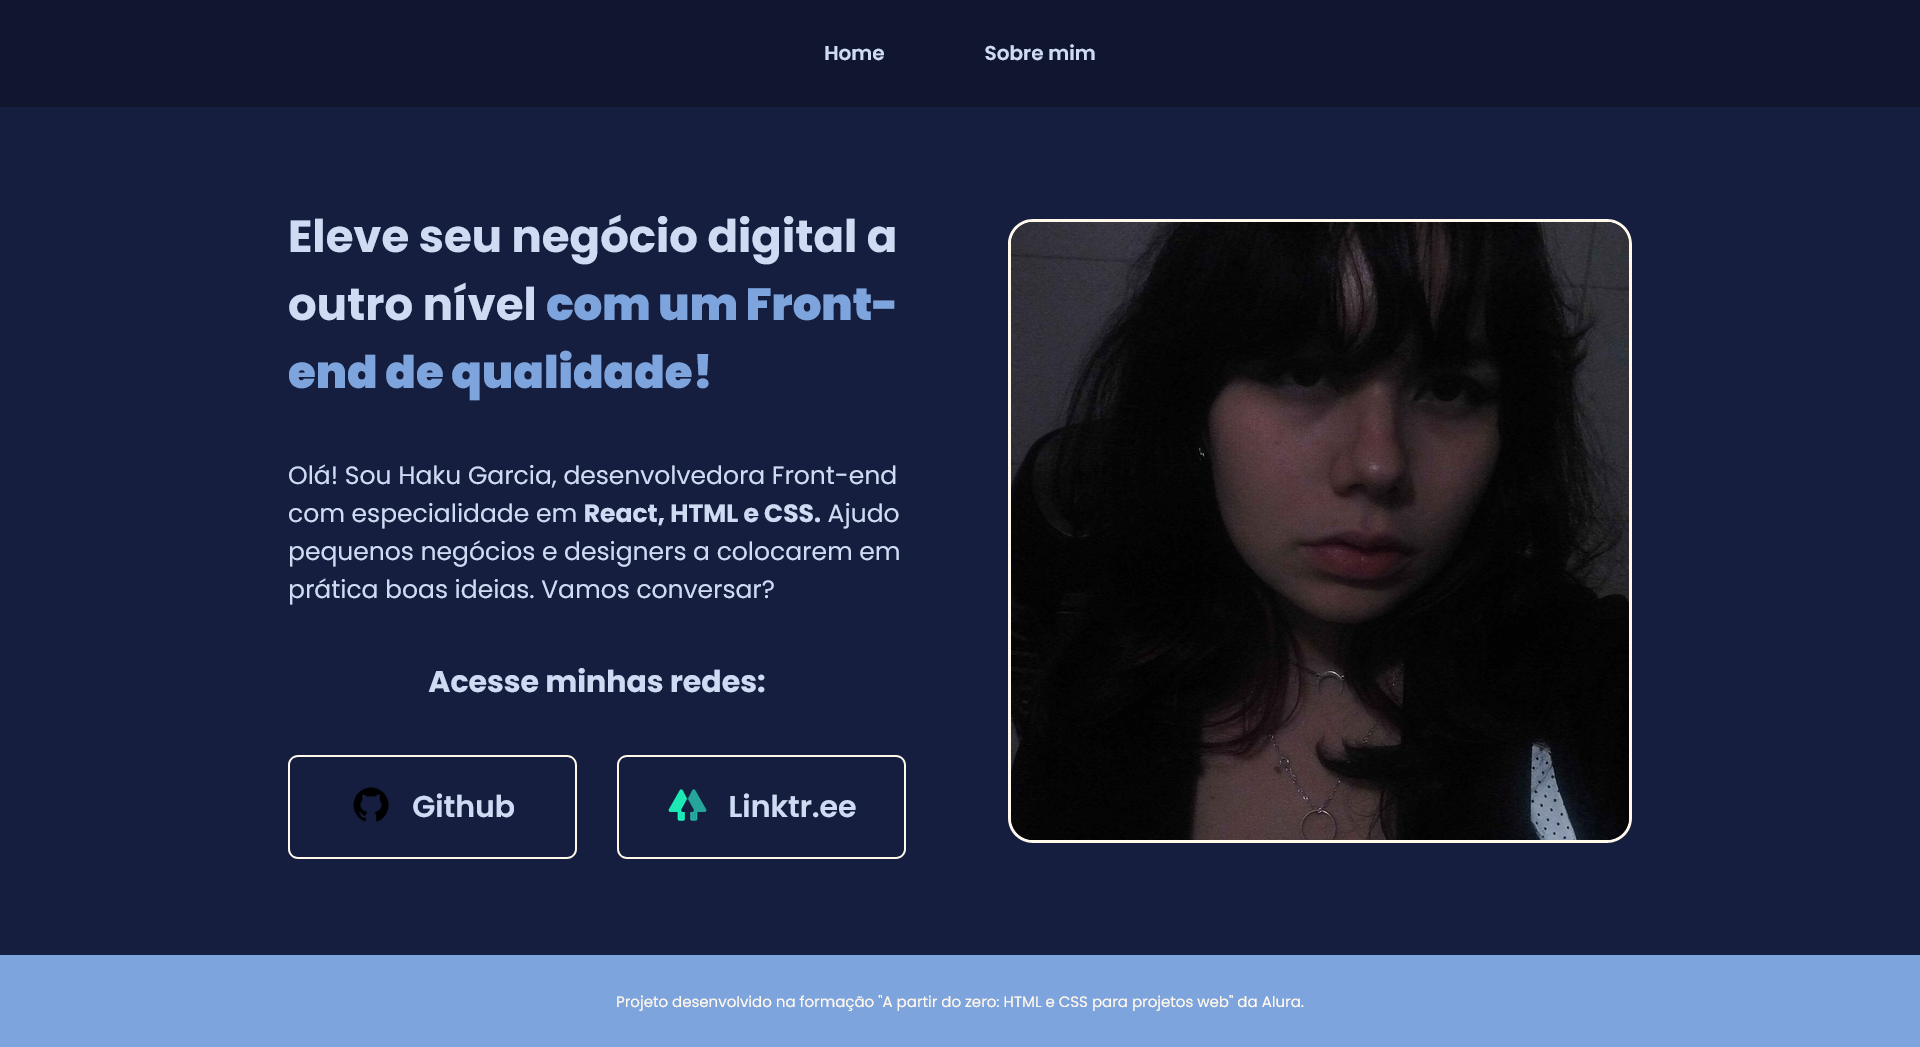 Home
Sobre mim
Eleve seu negócio digital a
outro nível com um Front-
end de qualidade!
Olá! Sou Haku Garcia, desenvolvedora Front-end
com especialidade em React, HTML e CSS. Ajudo
pequenos negócios e designers a colocarem em
prática boas ideias. Vamos conversar?
Acesse minhas redes:
Github
Linktr.ee
Projeto desenvolvido na formação "A partir do zero: HTML e CSS para projetos web" da Alura.